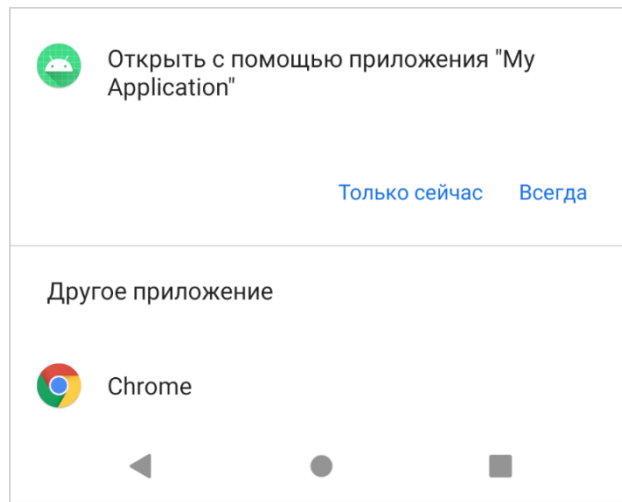 Открыть с помощью приложения "My
Application"
Только сейчас Всегда
Другое приложение
Chrome